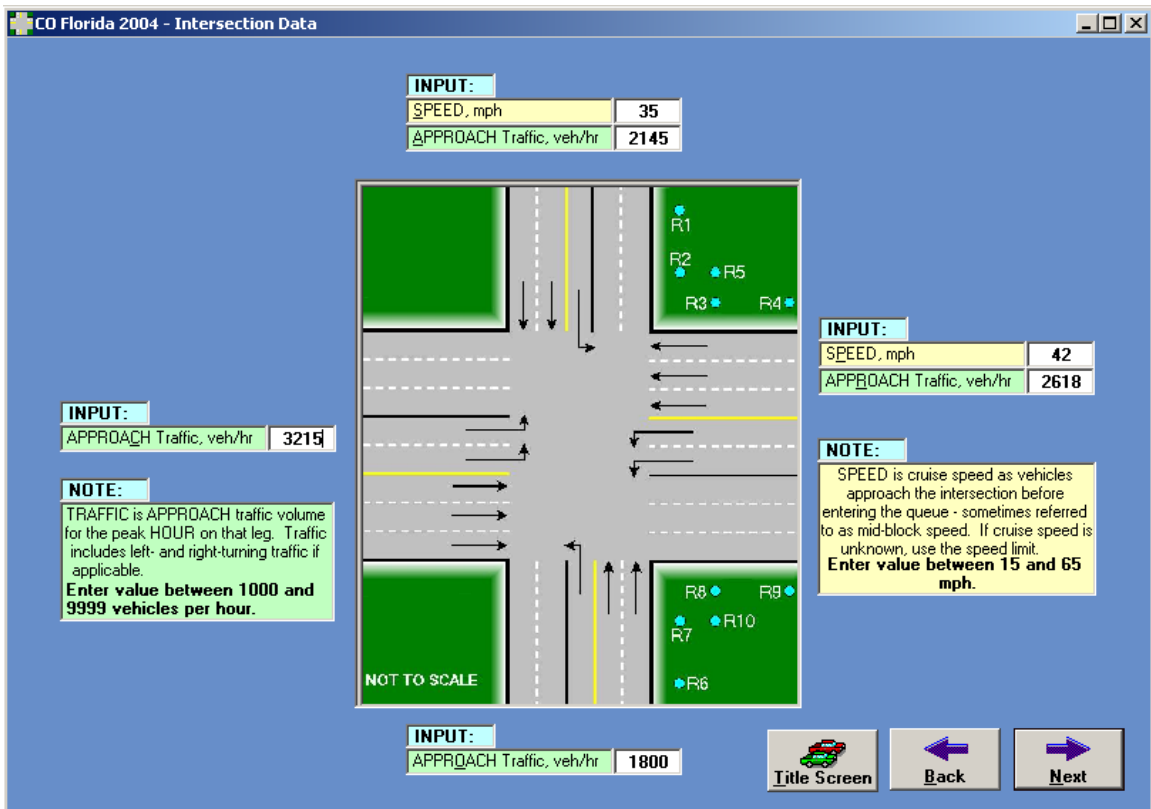 CO Florida 2004 - Intersection Data
INPUT:
SPEED, mph 35
APPROACH Traffic, veh/hr 2145
R1
R2
R5
R3
R4
INPUT:
SPEED, mph 42
APPROACH Traffic, veh/hr 2618
INPUT:
APPROACH Traffic, veh/hr 3215
NOTE:
TRAFFIC is APPROACH traffic volume
for the peak HOUR on that leg. Traffic
includes left- and right-turning traffic if
applicable.
Enter value between 1000 and
9999 vehicles per hour.
NOTE:
SPEED is cruise speed as vehicles
approach the intersection before
entering the queue - sometimes referred
to as mid-block speed. If cruise speed is
unknown, use the speed limit.
Enter value between 15 and 65
mph.
R8
R9
R7
R10
R6
NOT TO SCALE
INPUT:
APPROACH Traffic, veh/hr 1800
Title Screen
Back
Next